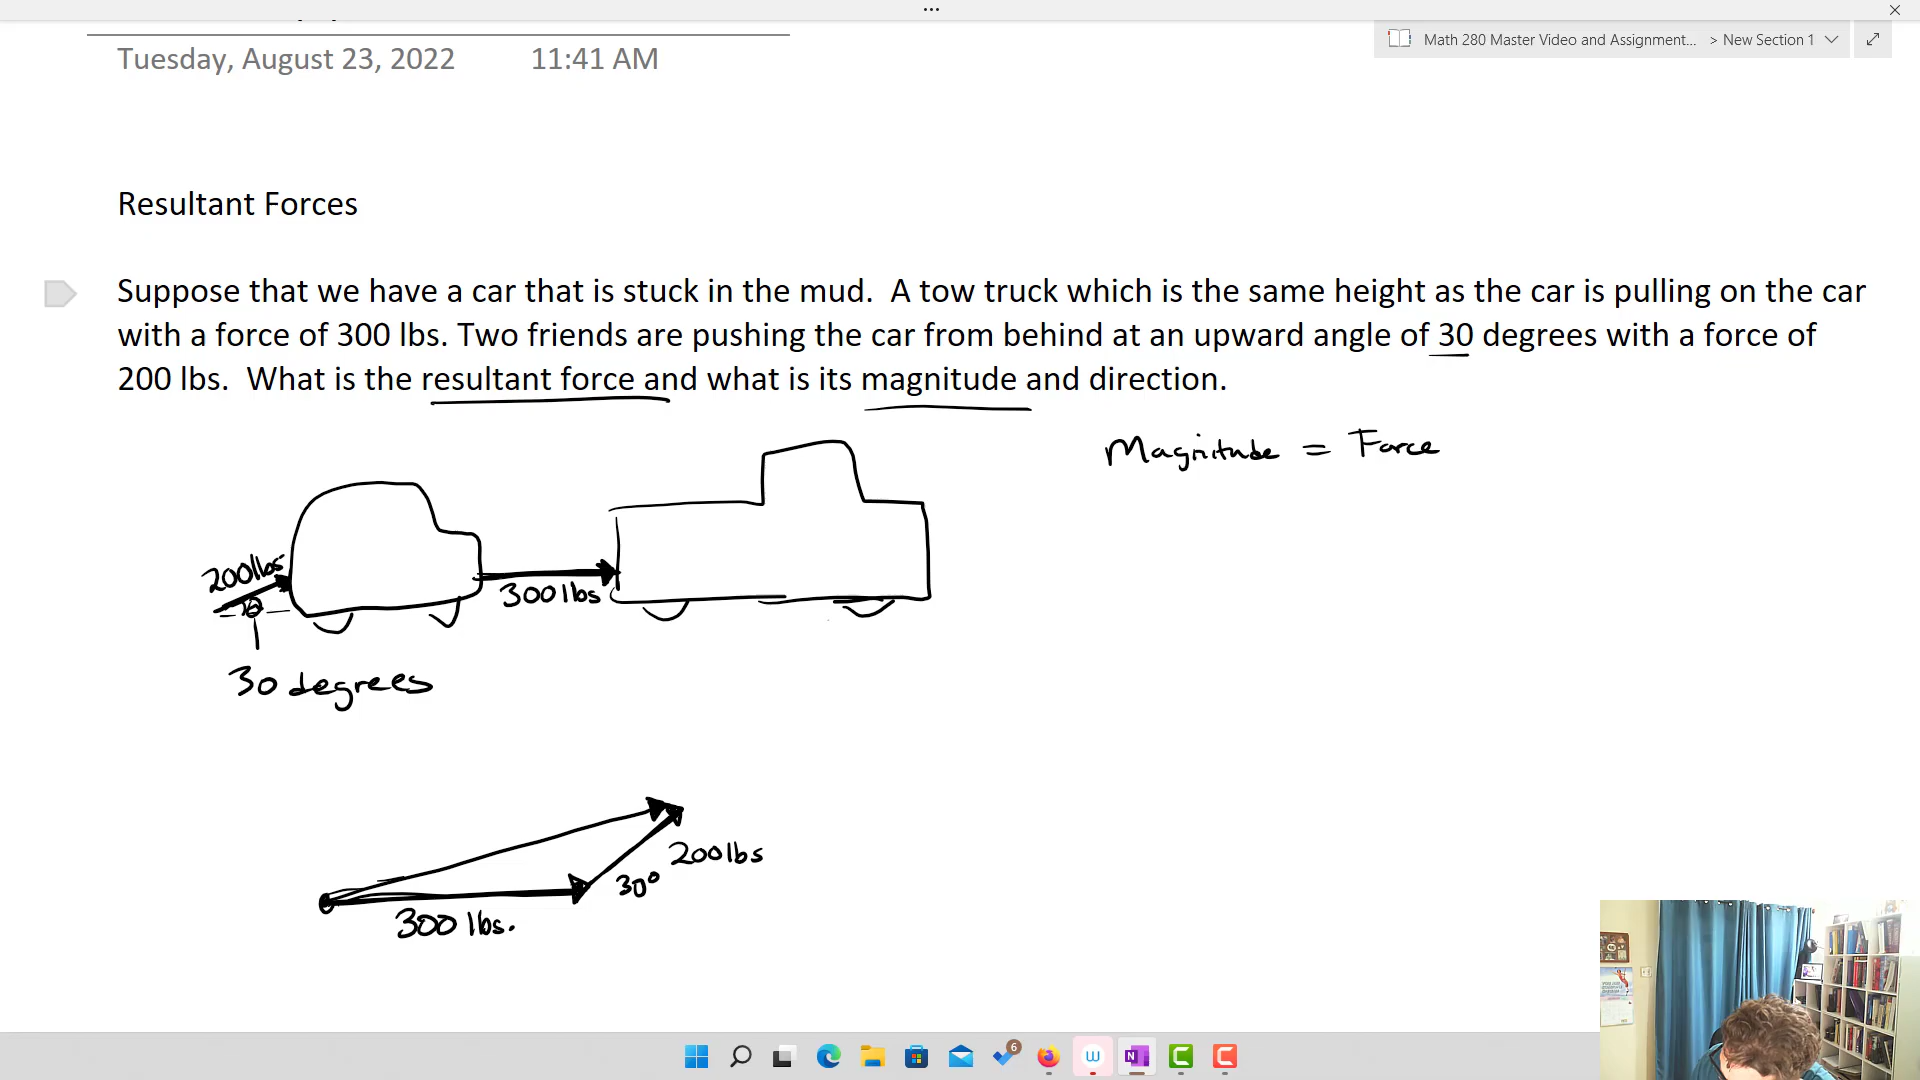 Tuesday, August 23, 2022 11:41 AM
Math 280 Master Video and Assignment... > New Section 1
Resultant Forces
Suppose that we have a car that is stuck in the mud. A tow truck which is the same height as the car is pulling on the car
with a force of 300 lbs. Two friends are pushing the car from behind at an upward angle of 30 degrees with a force of
200 lbs. What is the resultant force and what is its magnitude and direction.
Magnitude = Force
200lbs
300lbs
30 degrees
200lbs
30°
300 lbs.
6